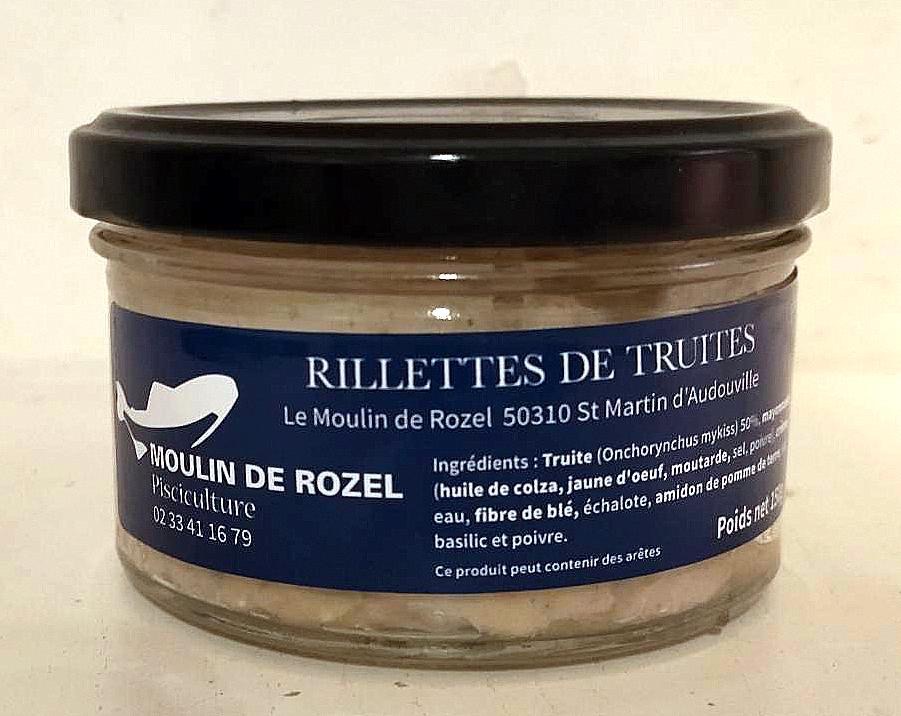 RILLETTES DE TRUITES
Le Moulin de Rozel 50310 St Martin d'Audouville
MOULIN DE ROZEL
Pisciculture
02 33 41 16 79
Ingrédients : Truite (Onchorynchus mykiss) 50%,
(huile de colza, jaune d'oeuf, moutarde, sel, poivre)
eau, fibre de blé, échalote, amidon de pomme de terre
basilic et poivre.
Poids net
Ce produit peut contenir des arêtes